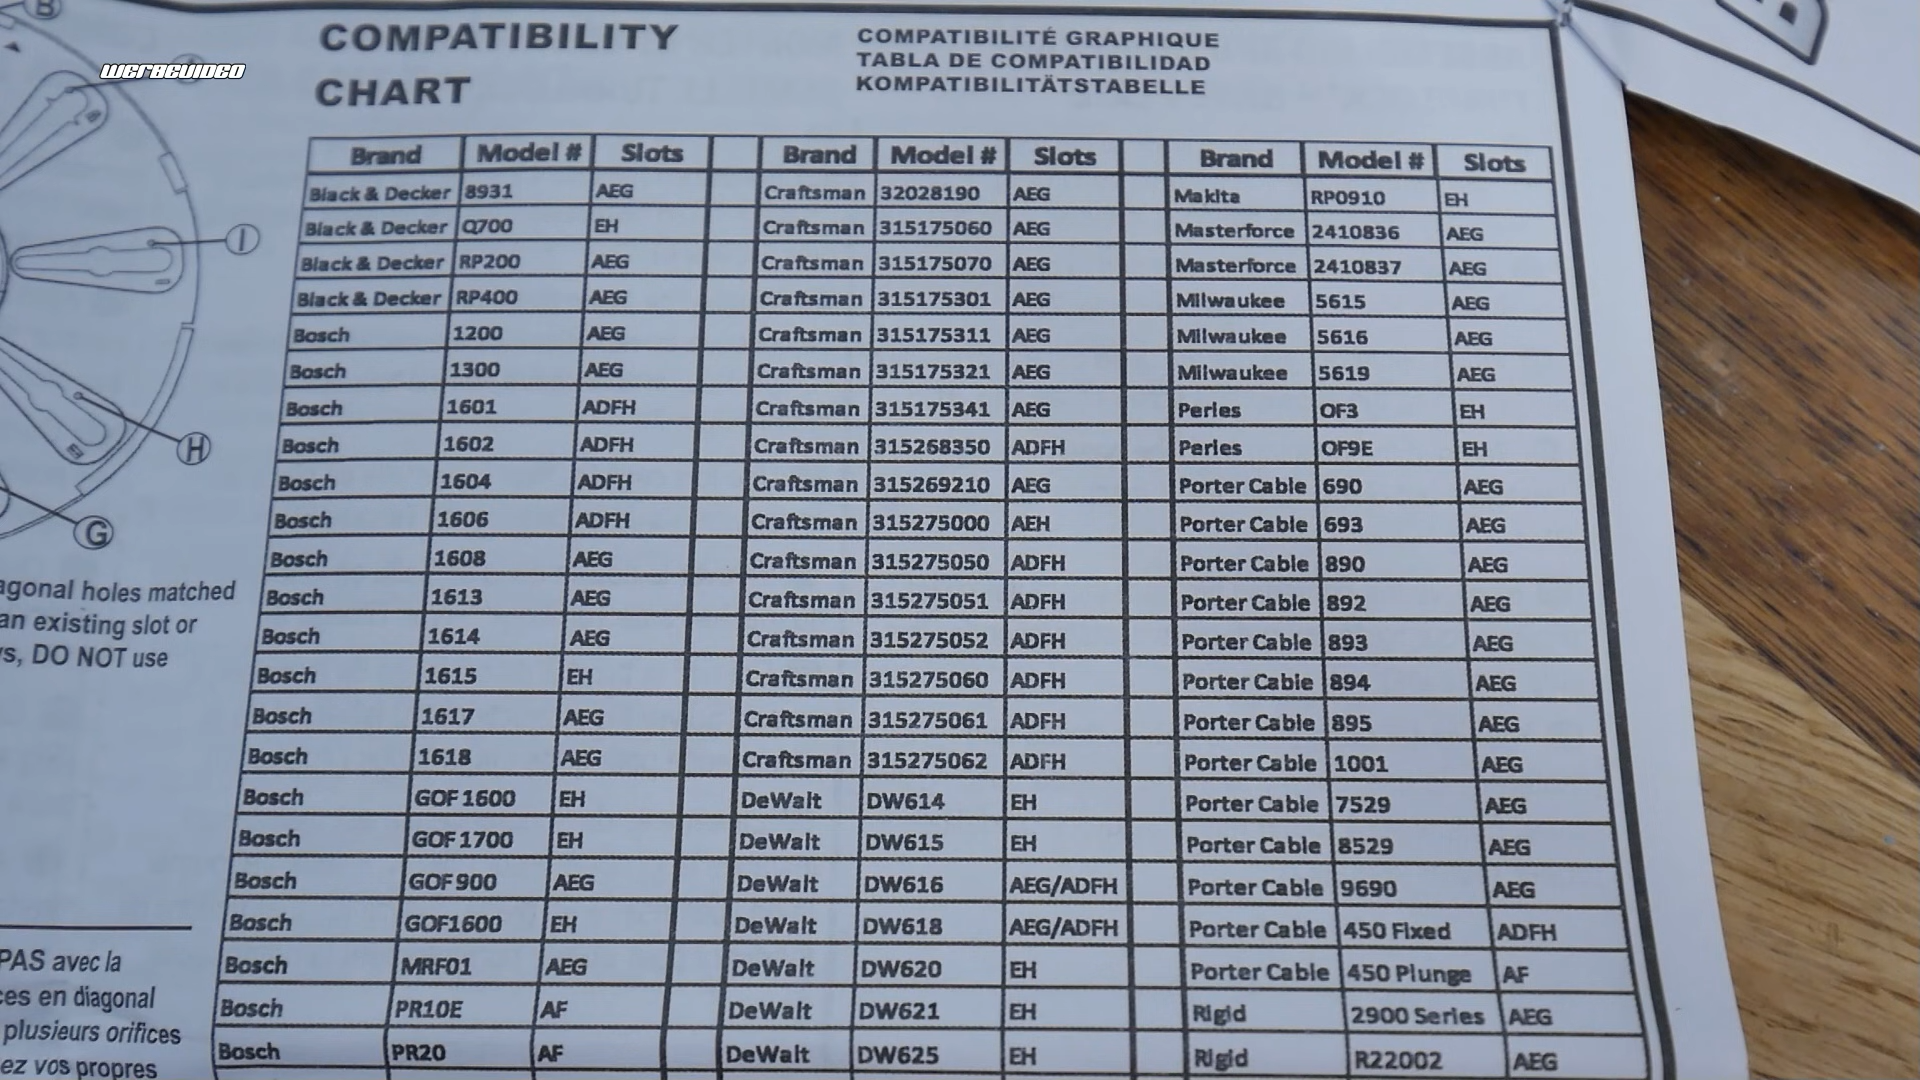 B
WERBEVIDEO
COMPATIBILITY
CHART
COMPATIBILITÉ GRAPHIQUE
TABLA DE COMPATIBILIDAD
KOMPATIBILITÄTSTABELLE
Brand Model # Slots Brand Model # Slots Brand Model # Slots
Black & Decker 8931 AEG Craftsman 32028190 AEG Makita RP0910 EH
Black & Decker Q700 EH Craftsman 315175060 AEG Masterforce 2410836 AEG
Black & Decker RP200 AEG Craftsman 315175070 AEG Masterforce 2410837 AEG
Black & Decker RP400 AEG Craftsman 315175301 AEG Milwaukee 5615 AEG
Bosch 1200 AEG Craftsman 315175311 AEG Milwaukee 5616 AEG
Bosch 1300 AEG Craftsman 315175321 AEG Milwaukee 5619 AEG
Bosch 1601 ADFH Craftsman 315175341 AEG Perles OF3 EH
Bosch 1602 ADFH Craftsman 315268350 ADFH Perles OF9E EH
Bosch 1604 ADFH Craftsman 315269210 AEG Porter Cable 690 AEG
Bosch 1606 ADFH Craftsman 315275000 AEH Porter Cable 693 AEG
Bosch 1608 AEG Craftsman 315275050 ADFH Porter Cable 890 AEG
Bosch 1613 AEG Craftsman 315275051 ADFH Porter Cable 892 AEG
Bosch 1614 AEG Craftsman 315275052 ADFH Porter Cable 893 AEG
Bosch 1615 EH Craftsman 315275060 ADFH Porter Cable 894 AEG
Bosch 1617 AEG Craftsman 315275061 ADFH Porter Cable 895 AEG
Bosch 1618 AEG Craftsman 315275062 ADFH Porter Cable 1001 AEG
Bosch GOF 1600 EH DeWalt DW614 EH Porter Cable 7529 AEG
Bosch GOF 1700 EH DeWalt DW615 EH Porter Cable 8529 AEG
Bosch GOF 900 AEG DeWalt DW616 AEG/ADFH Porter Cable 9690 AEG
Bosch GOF1600 EH DeWalt DW618 AEG/ADFH Porter Cable 450 Fixed ADFH
Bosch MRF01 AEG DeWalt DW620 EH Porter Cable 450 Plunge AF
Bosch PR10E AF DeWalt DW621 EH Rigid 2900 Series AEG
Bosch PR20 AF DeWalt DW625 EH Rigid R22002 AEG
I
H
G
agonal holes matched
an existing slot or
s, DO NOT use
PAS avec la
ces en diagonal
plusieurs orifices
ez vos propres